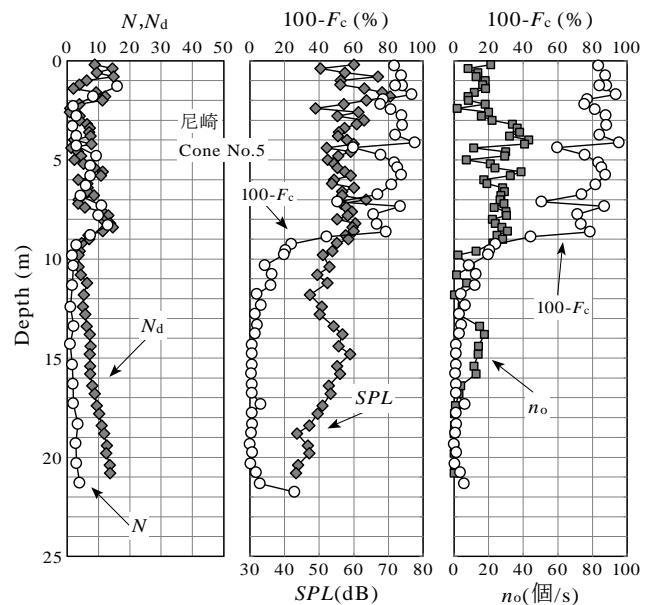 N,Nd
100-Fc (%)
100-Fc (%)
0 10 20 30 40 50
0 20 40 60 80 100
0 20 40 60 80 100
0
5
10
15
20
25
Depth (m)
尼崎
Cone No.5
100-Fc
Nd
N
SPL
100-Fc
no
30 40 50 60 70 80
0 20 40 60 80 100
SPL(dB)
no(個/s)